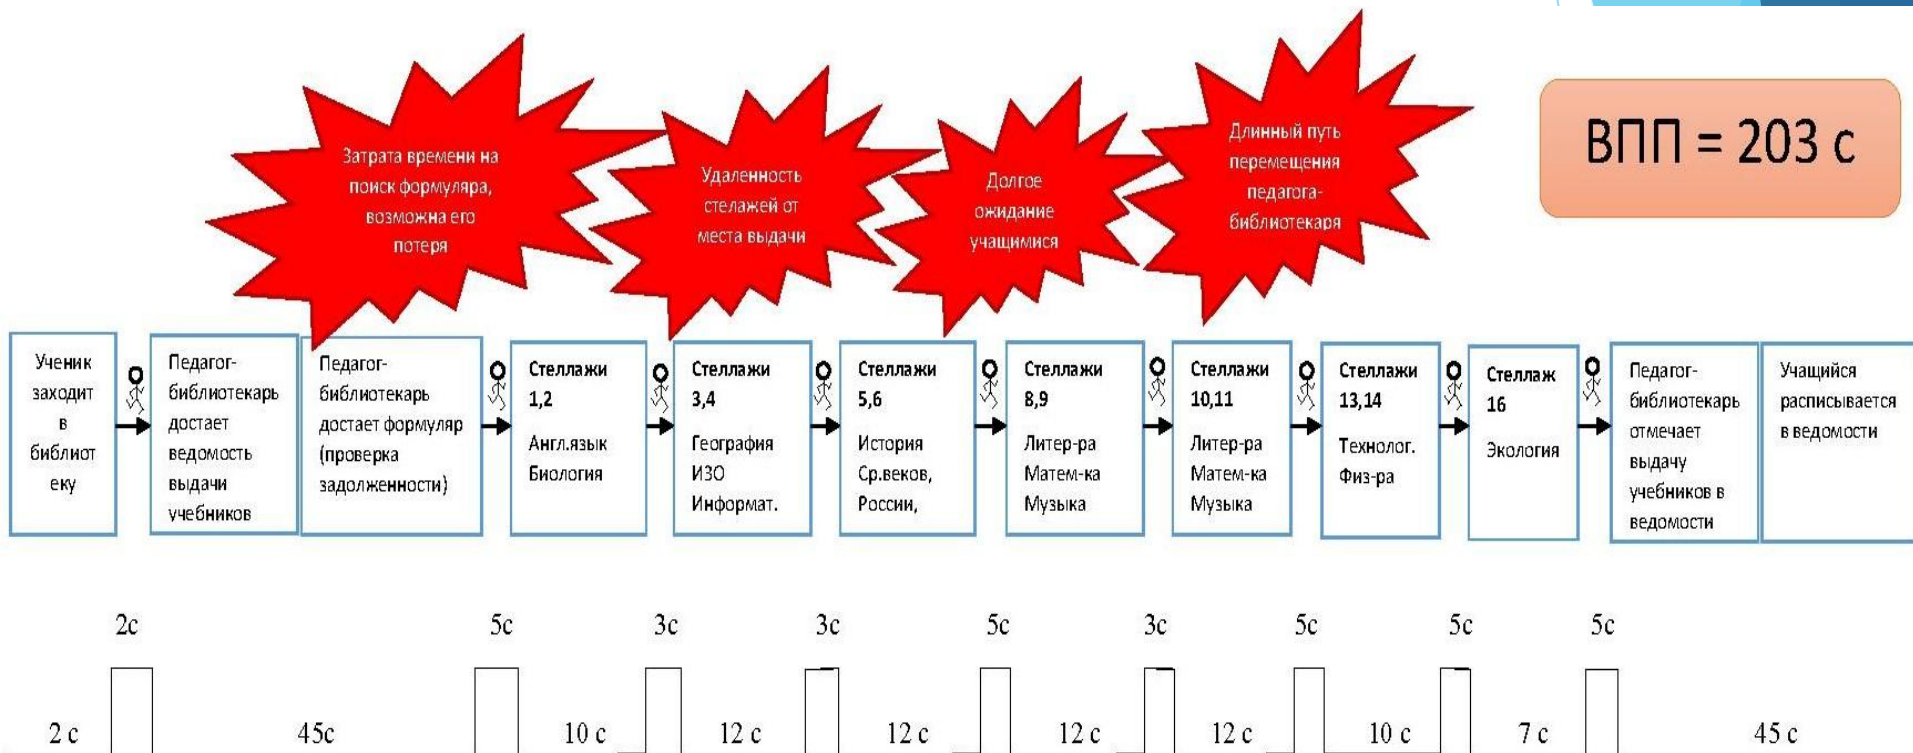 Затрата времени на
поиск формуляра,
возможна его
потеря
Удаленность
стелажей от
места выдачи
Долгое
ожидание
учащимися
Длинный путь
перемещения
педагога-
библиотекаря
ВПП = 203 с
Ученик
заходит
в
библиот
еку
Педагог-
библиотекарь
достает
ведомость
выдачи
учебников
Педагог-
библиотекарь
достает формуляр
(проверка
задолженности)
Стеллажи
1,2
Англ.язык
Биология
Стеллажи
3,4
География
ИЗО
Информат.
Стеллажи
5,6
История
Ср.веков,
России,
Стеллажи
8,9
Литер-ра
Матем-ка
Музыка
Стеллажи
10,11
Литер-ра
Матем-ка
Музыка
Стеллажи
13,14
Технолог.
Физ-ра
Стеллаж
16
Экология
Педагог-
библиотекарь
отмечает
выдачу
учебников в
ведомости
Учащийся
расписывается
в ведомости
2с 5с 3с 3с 5с 3с 5с 5с 5с
2 с 45с 10 с 12 с 12 с 12 с 12 с 10 с 7 с 45 с